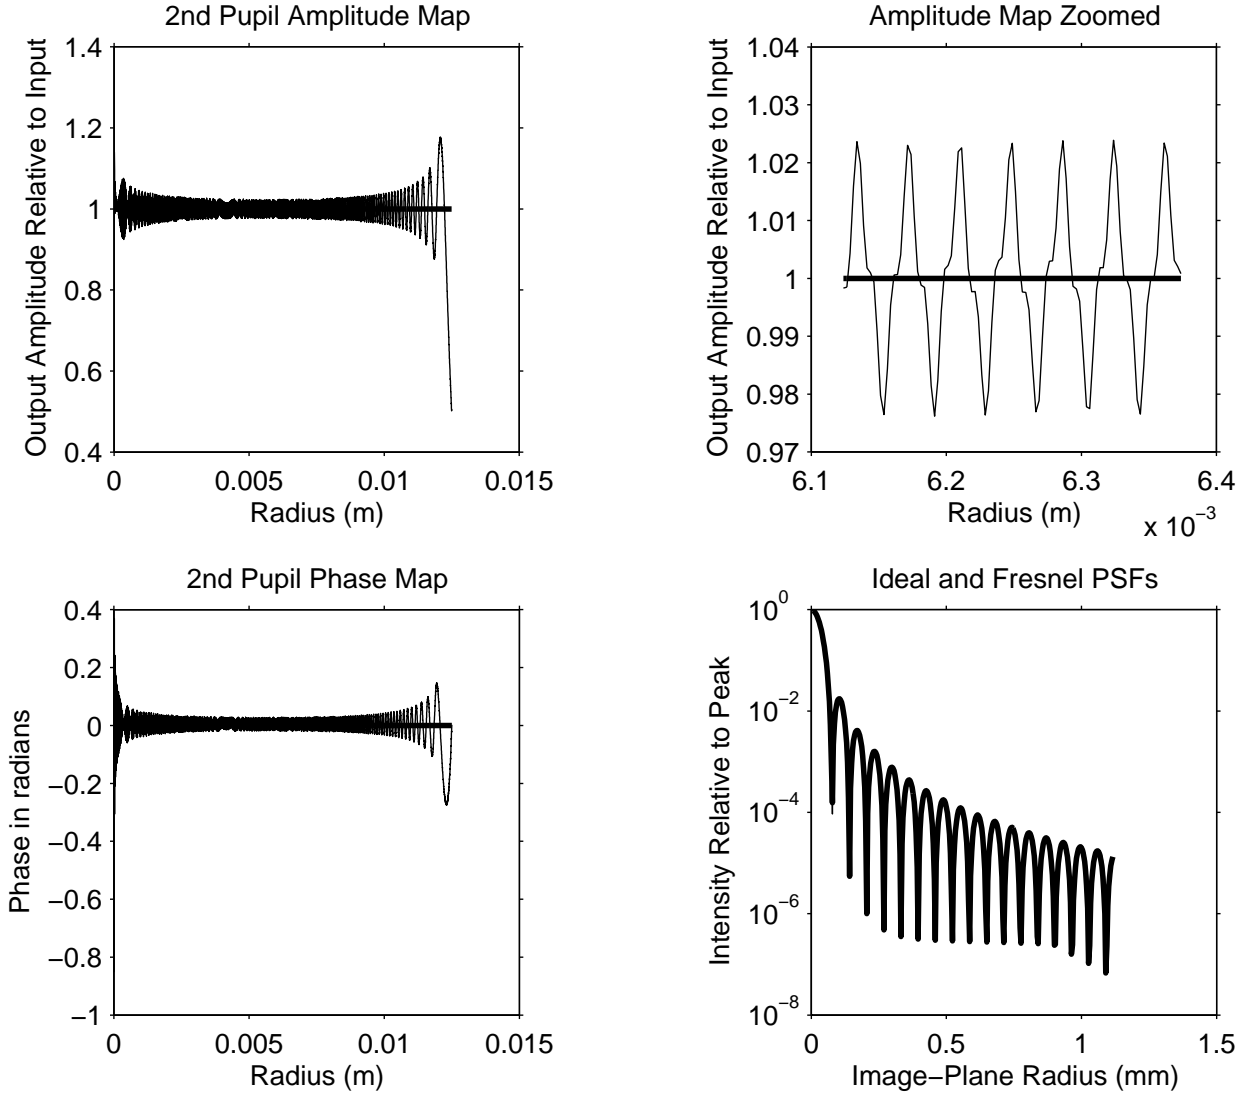 2nd Pupil Amplitude Map
Output Amplitude Relative to Input
1.4
1.2
1
0.8
0.6
0.4
0 0.005 0.01 0.015
Radius (m)
Amplitude Map Zoomed
Output Amplitude Relative to Input
1.04
1.03
1.02
1.01
1
0.99
0.98
0.97
6.1 6.2 6.3 6.4
Radius (m)
x 10−3
2nd Pupil Phase Map
Phase in radians
0.4
0.2
0
−0.2
−0.4
−0.6
−0.8
−1
0 0.005 0.01 0.015
Radius (m)
Ideal and Fresnel PSFs
Intensity Relative to Peak
10^0
10^−2
10^−4
10^−6
10^−8
0 0.5 1 1.5
Image−Plane Radius (mm)